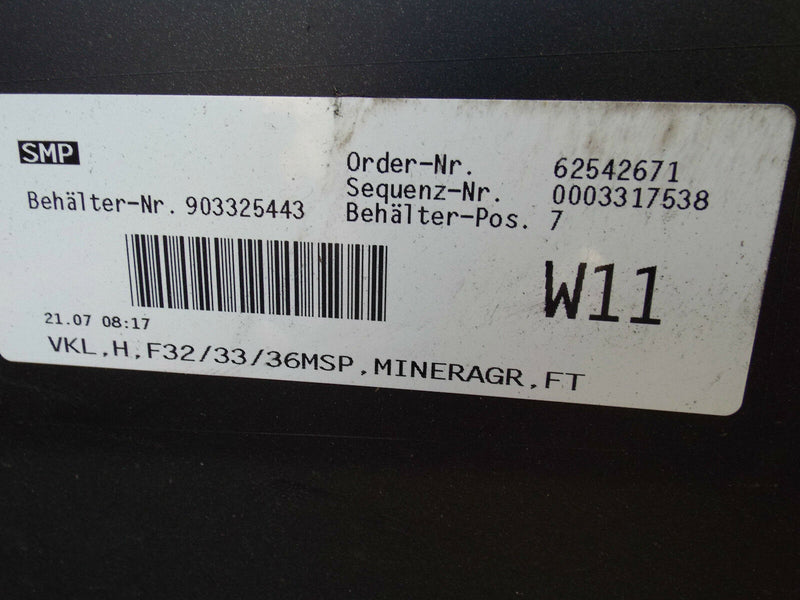 SMP
Order-Nr. 62542671
Sequenz-Nr. 0003317538
Behälter-Nr. 903325443
Behälter-Pos. 7
W11
21.07 08:17
VKL,H,F32/33/36MSP,MINERAGR,FT